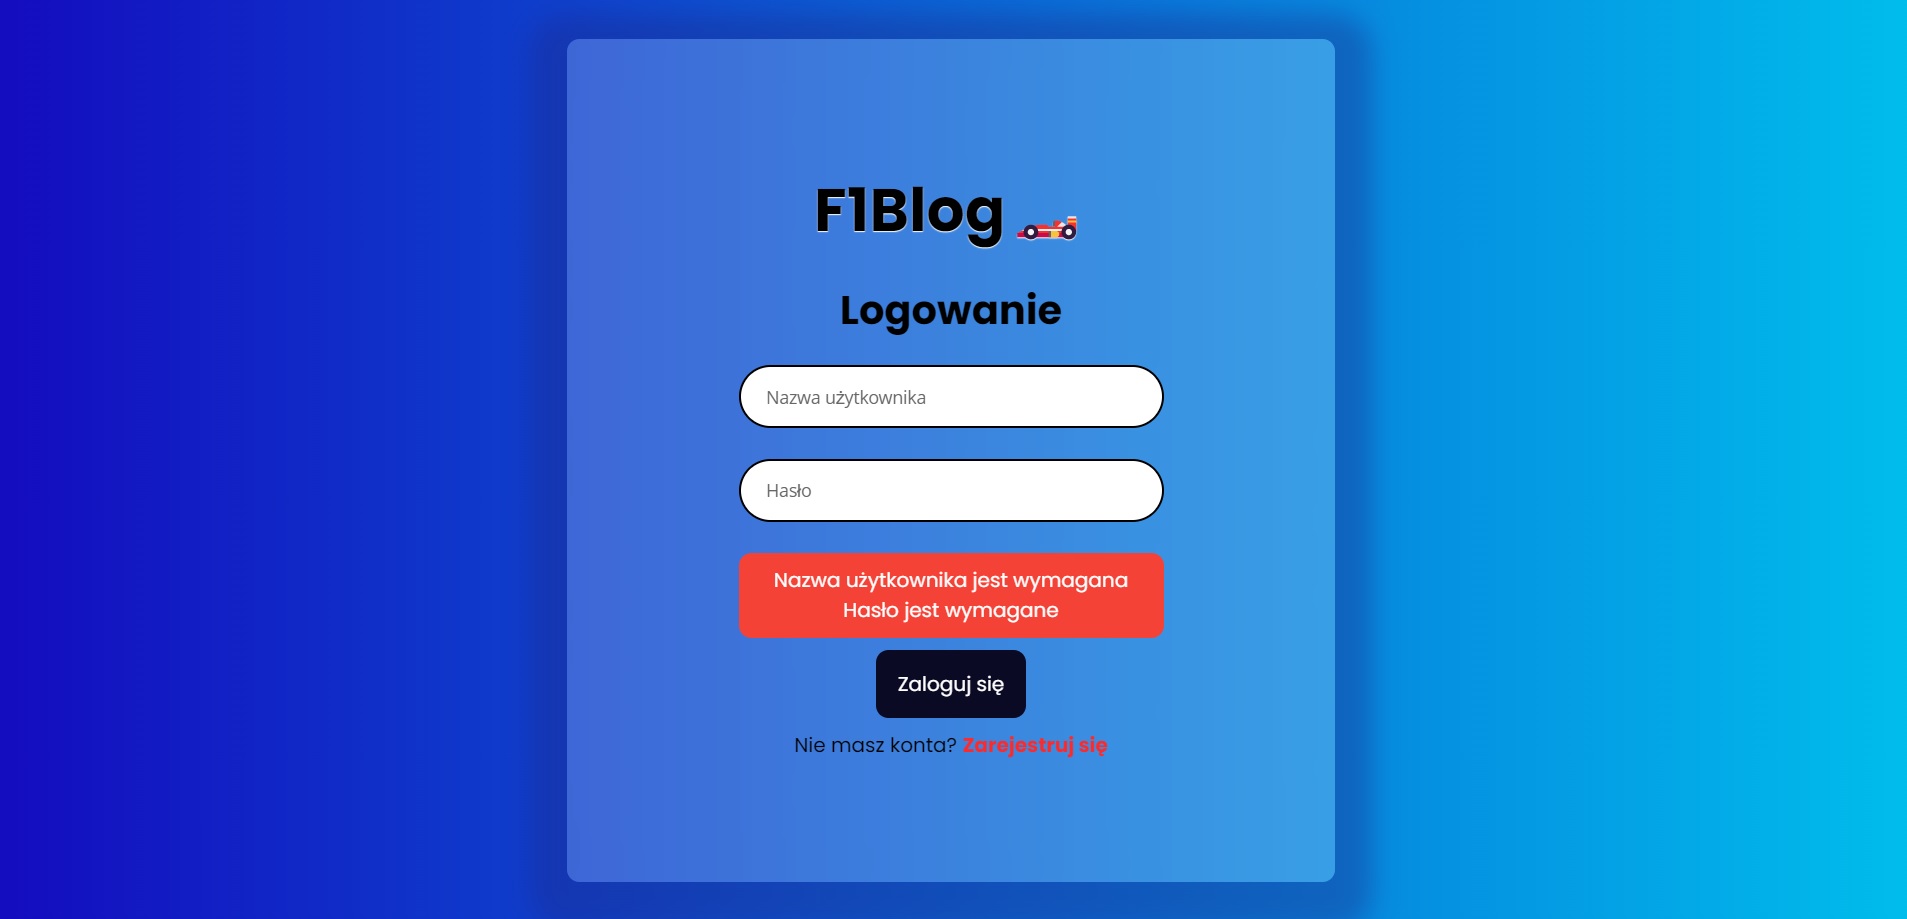 F1Blog
Logowanie
Nazwa użytkownika
Hasło
Nazwa użytkownika jest wymagana
Hasło jest wymagane
Zaloguj się
Nie masz konta? Zarejestruj się